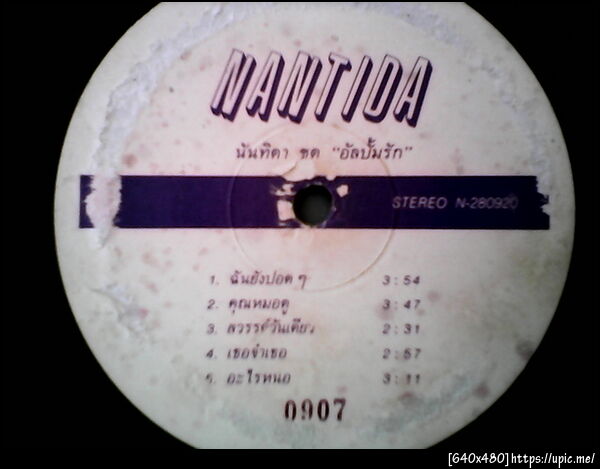 NANTIDA
นันทิดา ชุด "อัลบั้มรัก"
STEREO N-280920
1. ฉันยังปอดๆ 3:54
2. คุณหมอดู 3:47
3. สวรรค์วันเดียว 2:31
4. เธอจ๋าเธอ 2:57
5. อะไรหนอ 3:11
0907
[640x480]https://upic.me/